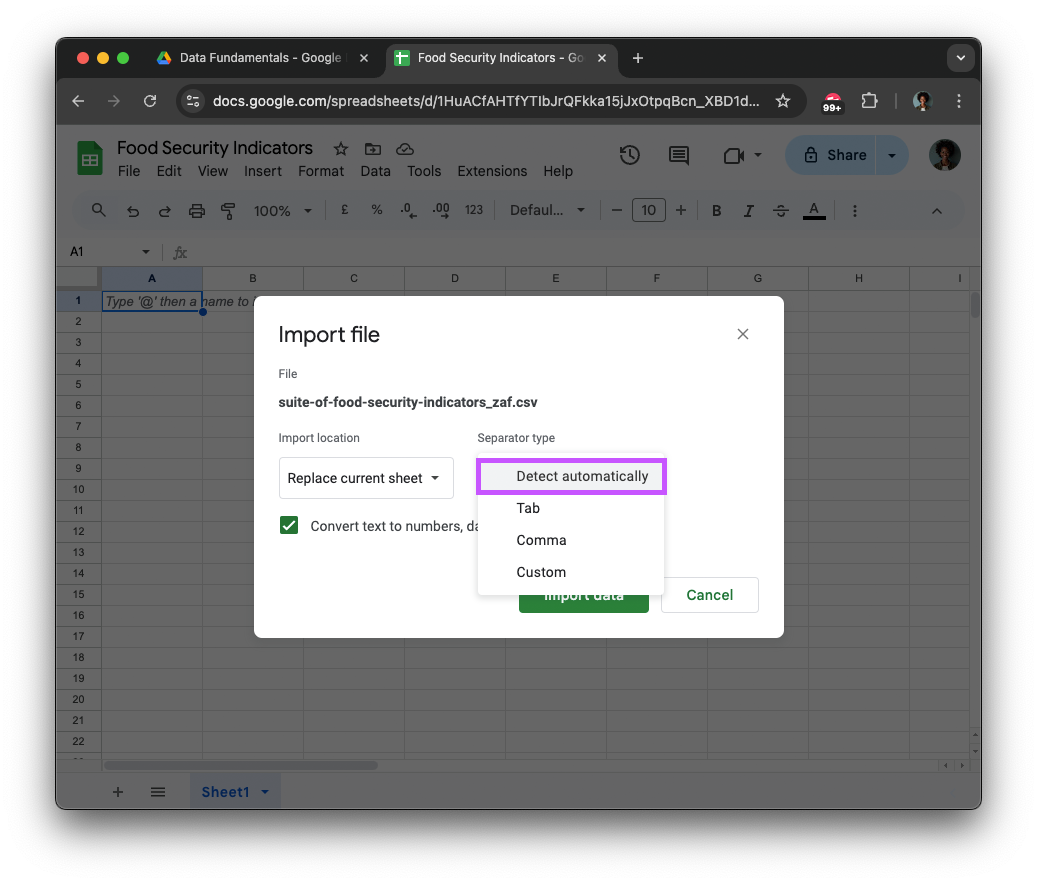 Data Fundamentals - Google
Food Security Indicators - Go
docs.google.com/spreadsheets/d/1HuACfAHTfYTIbJrQFkka15jJxOtpqBcn_XBD1d...
99+
Food Security Indicators
File Edit View Insert Format Data Tools Extensions Help
Share
100% £ % .0 .00 123 Defaul... 10 B I S A
A1 fx
A B C D E F G H I
1 Type '@' then a name to
2
3
4
5
6
7
8
9
10
11
12
13
14
15
16
17
18
19
20
21
22
Import file
File
suite-of-food-security-indicators_zaf.csv
Import location
Separator type
Replace current sheet
Detect automatically
Tab
Comma
Custom
Convert text to numbers, da
Import data
Cancel
Sheet1